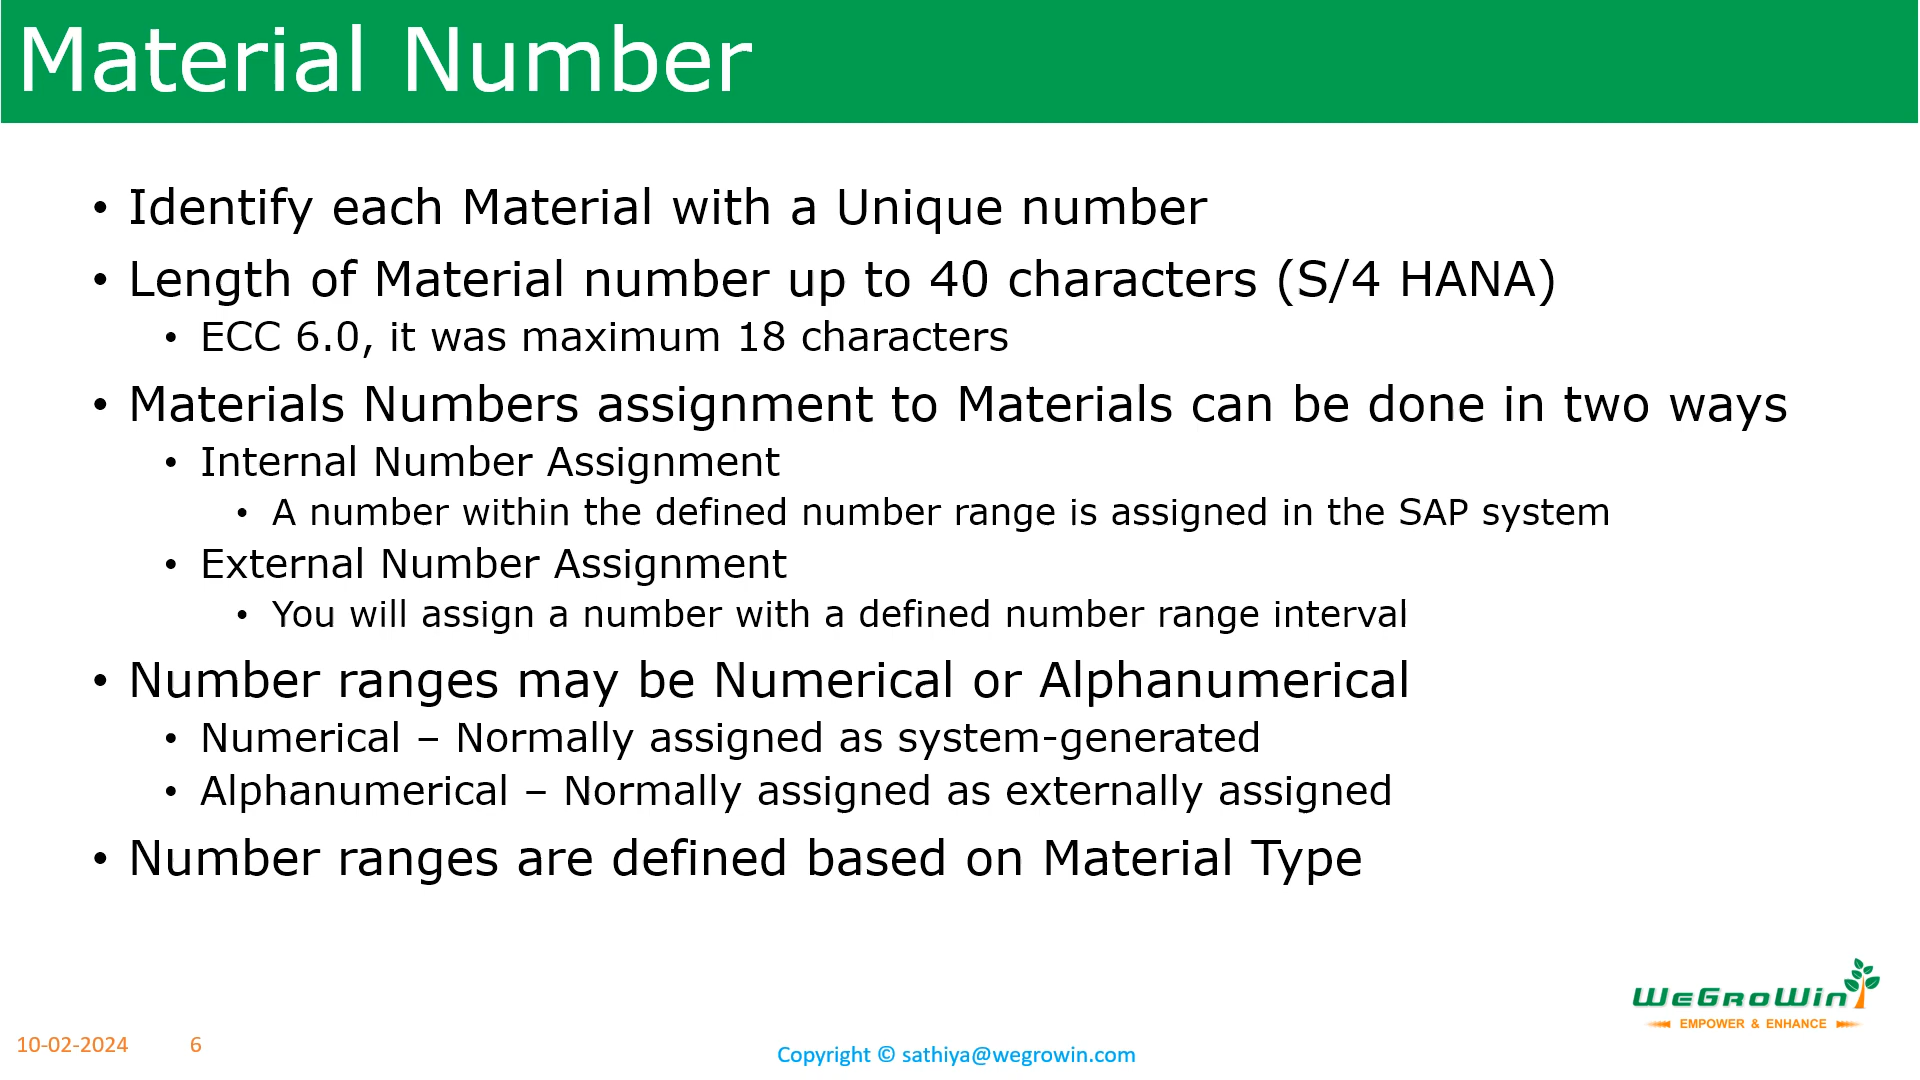 Material Number
• Identify each Material with a Unique number
• Length of Material number up to 40 characters (S/4 HANA)
• ECC 6.0, it was maximum 18 characters
• Materials Numbers assignment to Materials can be done in two ways
• Internal Number Assignment
• A number within the defined number range is assigned in the SAP system
• External Number Assignment
• You will assign a number with a defined number range interval
• Number ranges may be Numerical or Alphanumerical
• Numerical – Normally assigned as system-generated
• Alphanumerical – Normally assigned as externally assigned
• Number ranges are defined based on Material Type
WeGroWin
EMPOWER & ENHANCE
10-02-2024 6
Copyright © sathiya@wegrowin.com